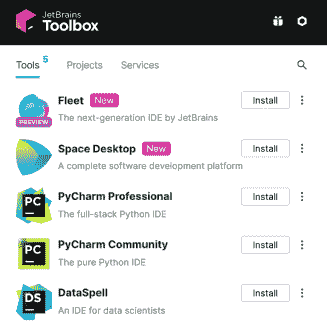 JetBrains
Toolbox
Tools 5 Projects Services
Fleet New Install
PREVIEW
The next-generation IDE by JetBrains
Space Desktop New Install
A complete software development platform
PC PyCharm Professional Install
The full-stack Python IDE
PC PyCharm Community Install
The pure Python IDE
DS DataSpell Install
An IDE for data scientists